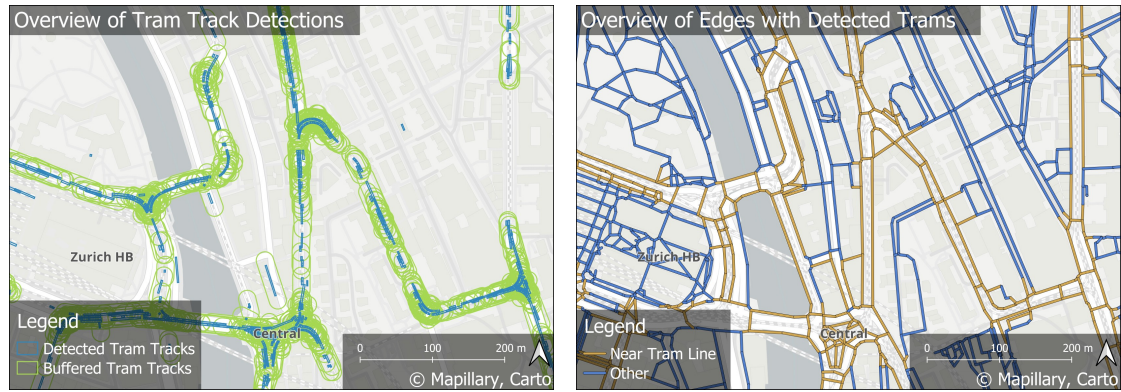 Overview of Tram Track Detections
Zurich HB
Central
Legend
Detected Tram Tracks
Buffered Tram Tracks
0 100 200 m
© Mapillary, Carto
Overview of Edges with Detected Trams
Zurich HB
Central
Legend
Near Tram Line
Other
0 100 200 m
© Mapillary, Carto